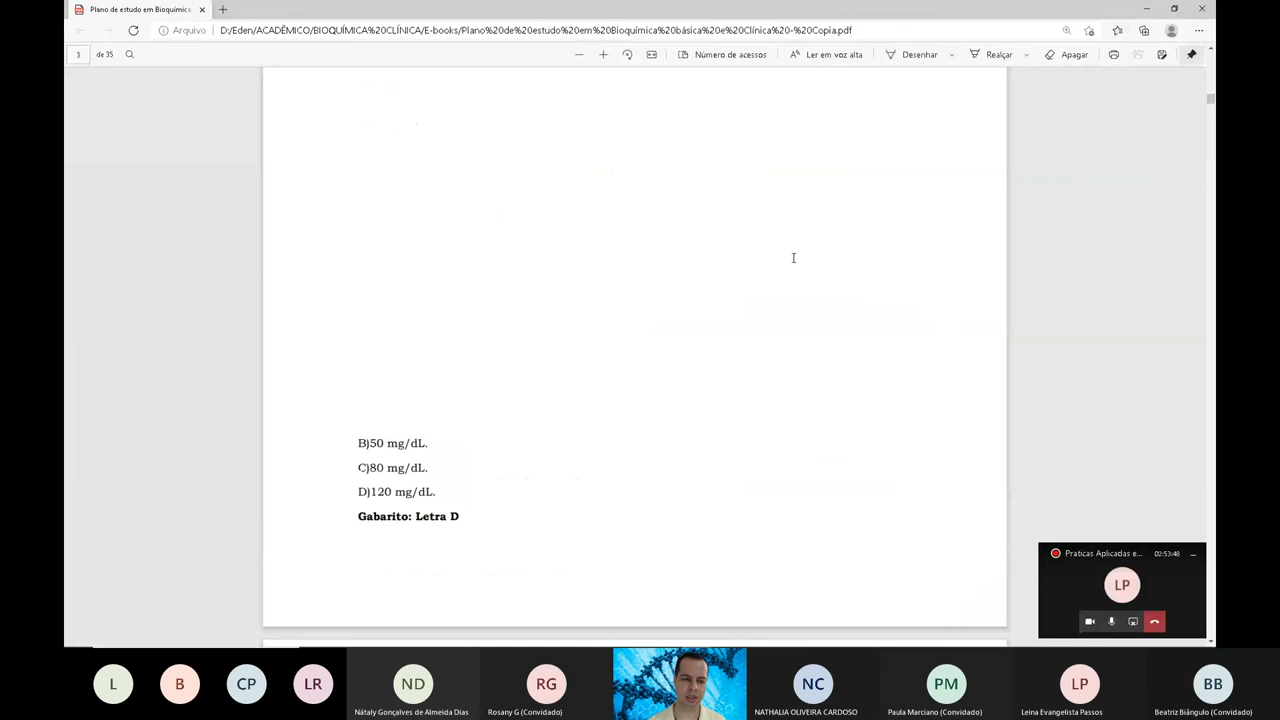 Plano de estudo em Bioquímica
Arquivo
D:/Eden/ACADÊMICO/BIOQUÍMICA%20CLÍNICA/E-books/Plano%20de%20estudo%20em%20Bioquímica%20básica%20e%20Clínica%20-%20Copia.pdf
3 de 35
Número de acessos
Ler em voz alta
Desenhar
Realçar
Apagar
B)50 mg/dL.
C)80 mg/dL.
D)120 mg/dL.
Gabarito: Letra D
Praticas Aplicadas e... 02:53:48
LP
L
B
CP
LR
ND
Nátaly Gonçalves de Almeida Dias
RG
Rosany G (Convidado)
NC
NATHALIA OLIVEIRA CARDOSO
PM
Paula Marciano (Convidado)
LP
Leina Evangelista Passos
BB
Beatriz Biângulo (Convidado)